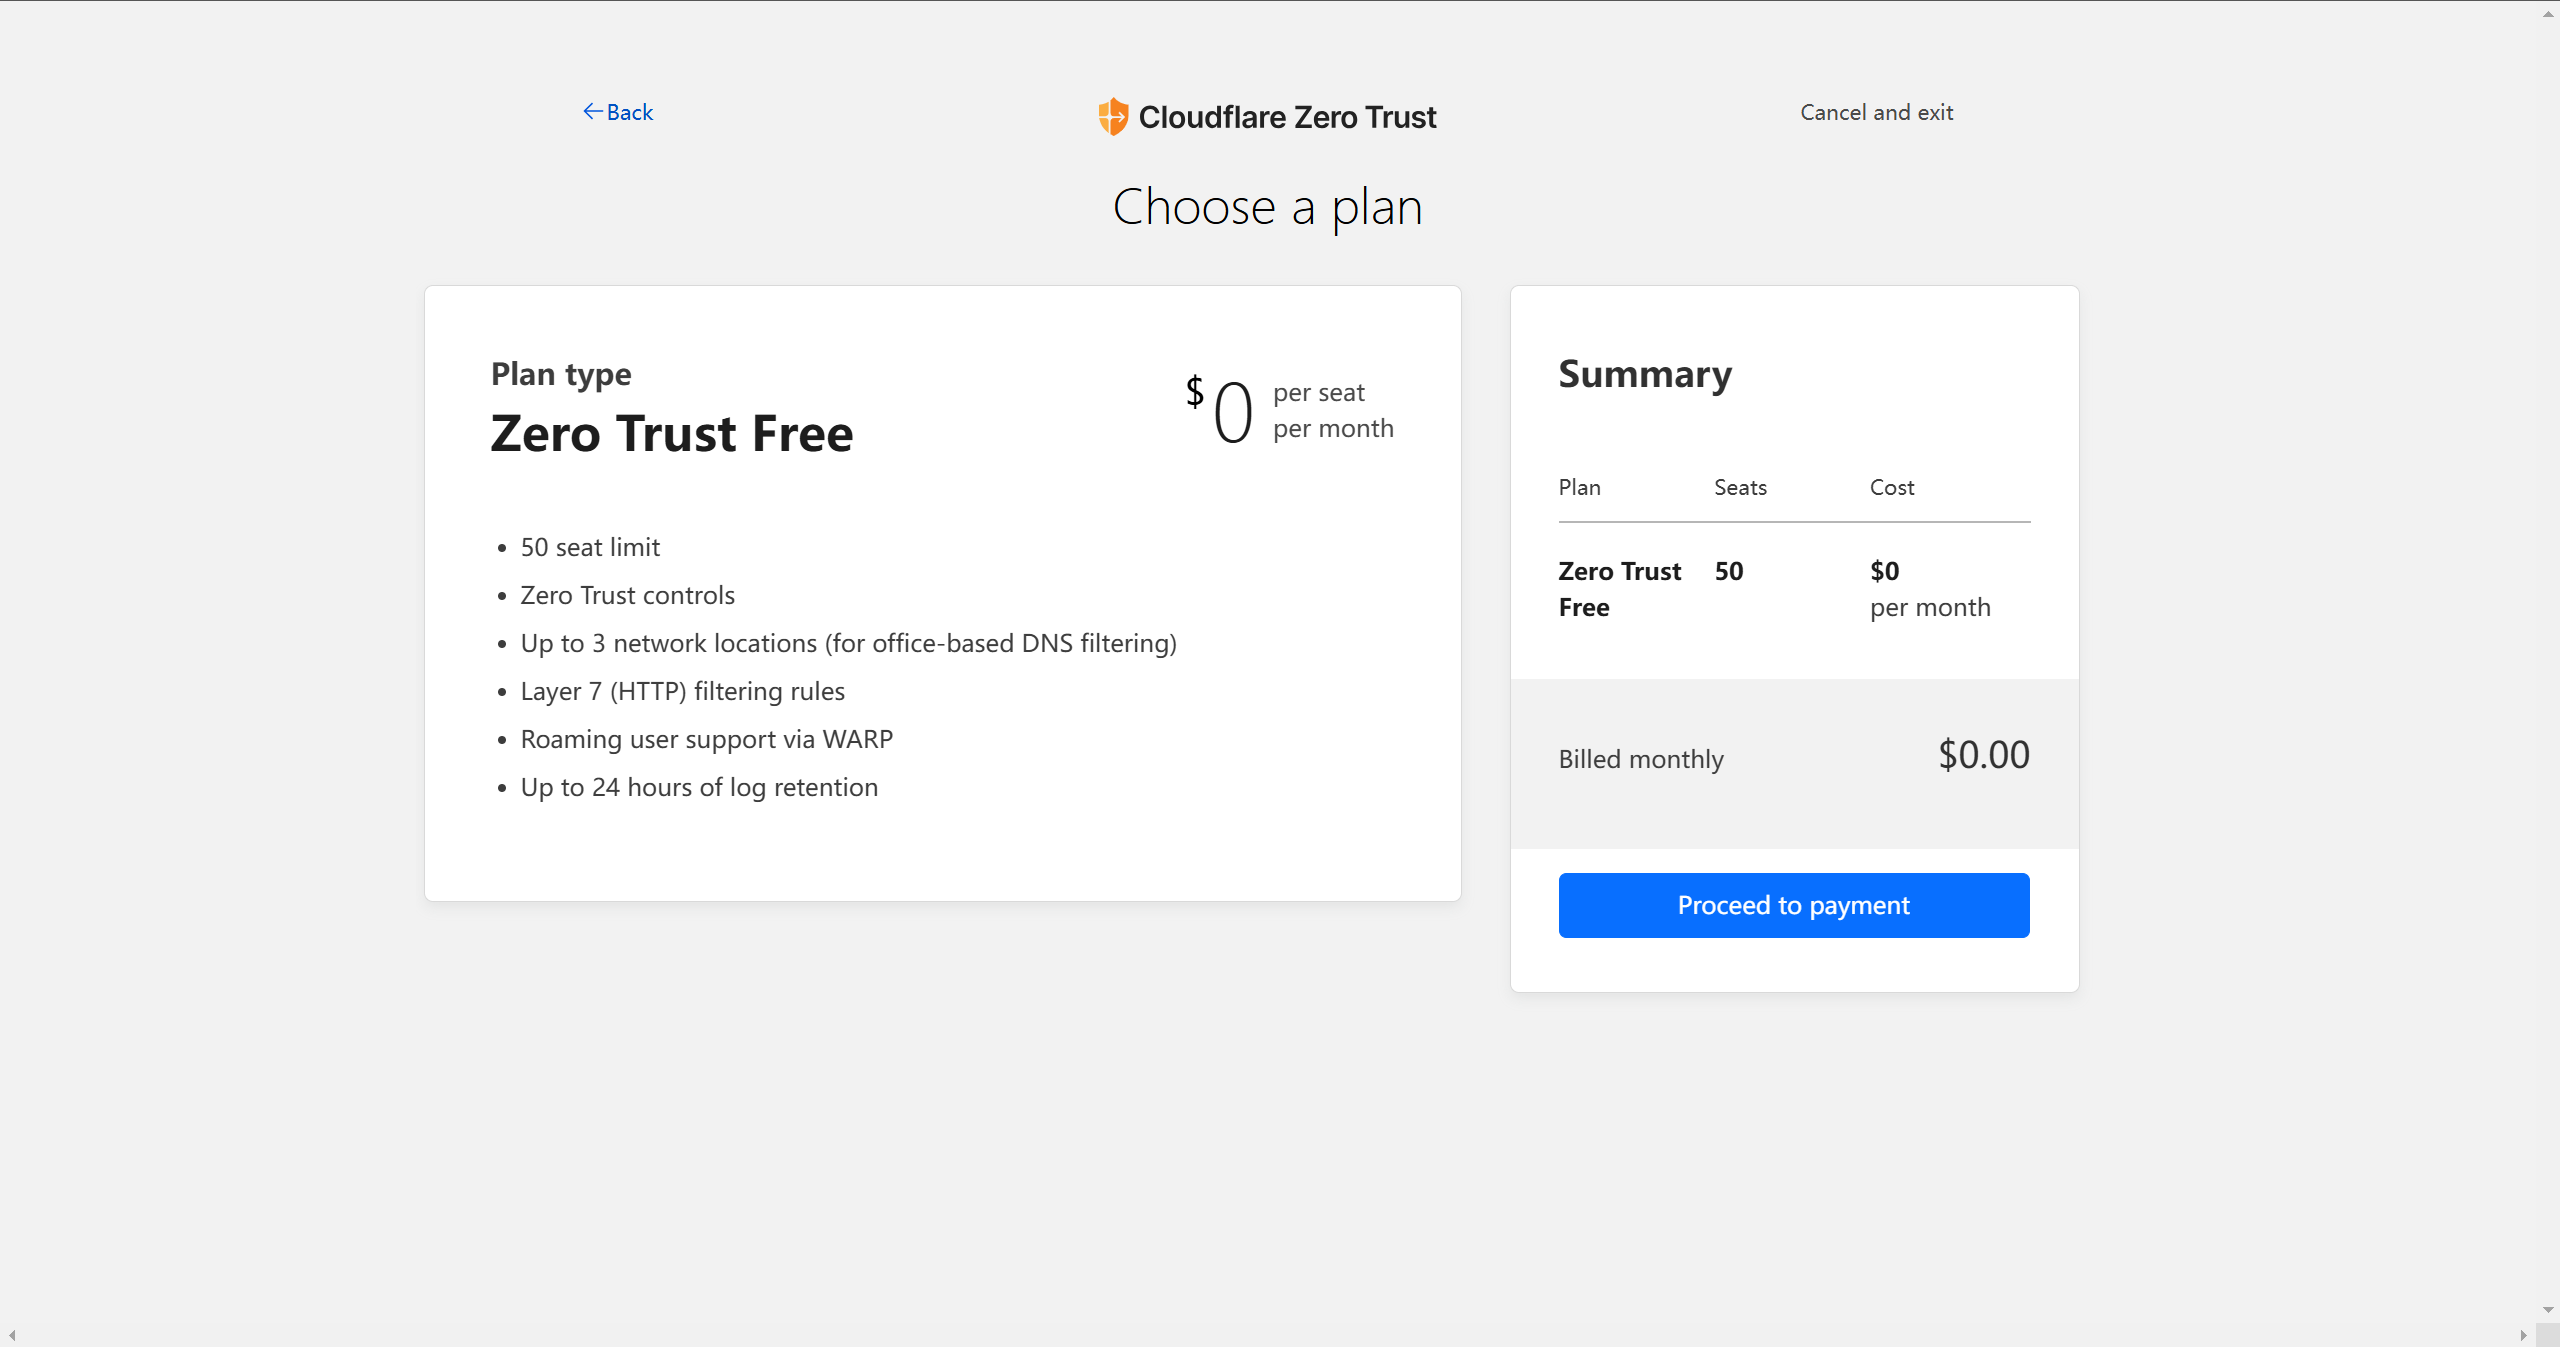 Back
Cloudflare Zero Trust
Cancel and exit
Choose a plan
Plan type
Zero Trust Free
$0 per seat
per month
• 50 seat limit
• Zero Trust controls
• Up to 3 network locations (for office-based DNS filtering)
• Layer 7 (HTTP) filtering rules
• Roaming user support via WARP
• Up to 24 hours of log retention
Summary
Plan Seats Cost
Zero Trust 50 $0
Free per month
Billed monthly $0.00
Proceed to payment